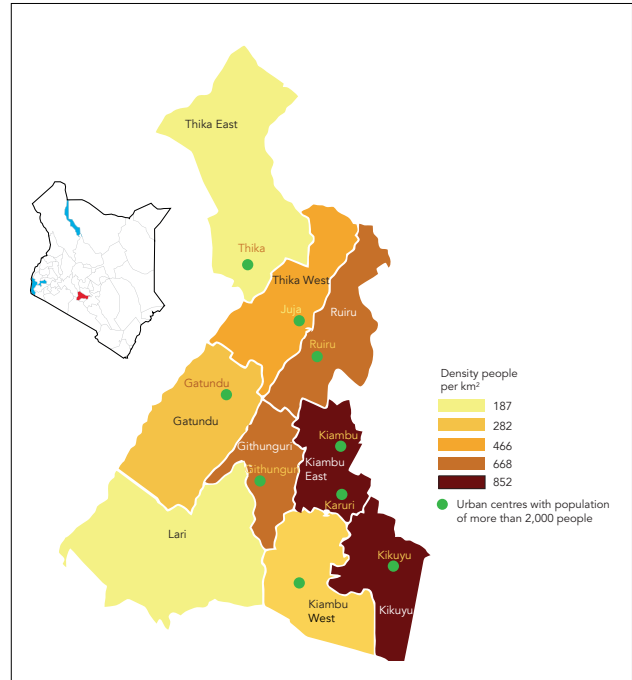 Thika East
Thika
Thika West
Juja
Ruiru
Ruiru
Gatundu
Gatundu
Githunguri
Githunguri
Kiambu
Kiambu
East
Karuri
Lari
Kikuyu
Kikuyu
Kiambu
West
Density people
per km²
187
282
466
668
852
Urban centres with population
of more than 2,000 people